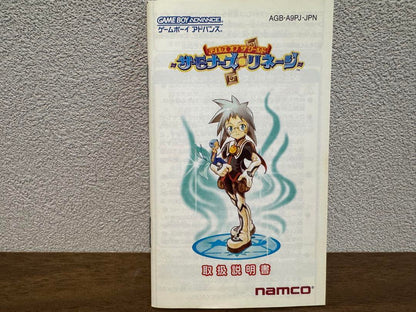 GAME BOY ADVANCE
ゲームボーイ アドバンス
AGB-A9PJ-JPN
テイルズ オブ ザ ワールド
サモナーズ・リネージ
取扱説明書
namco